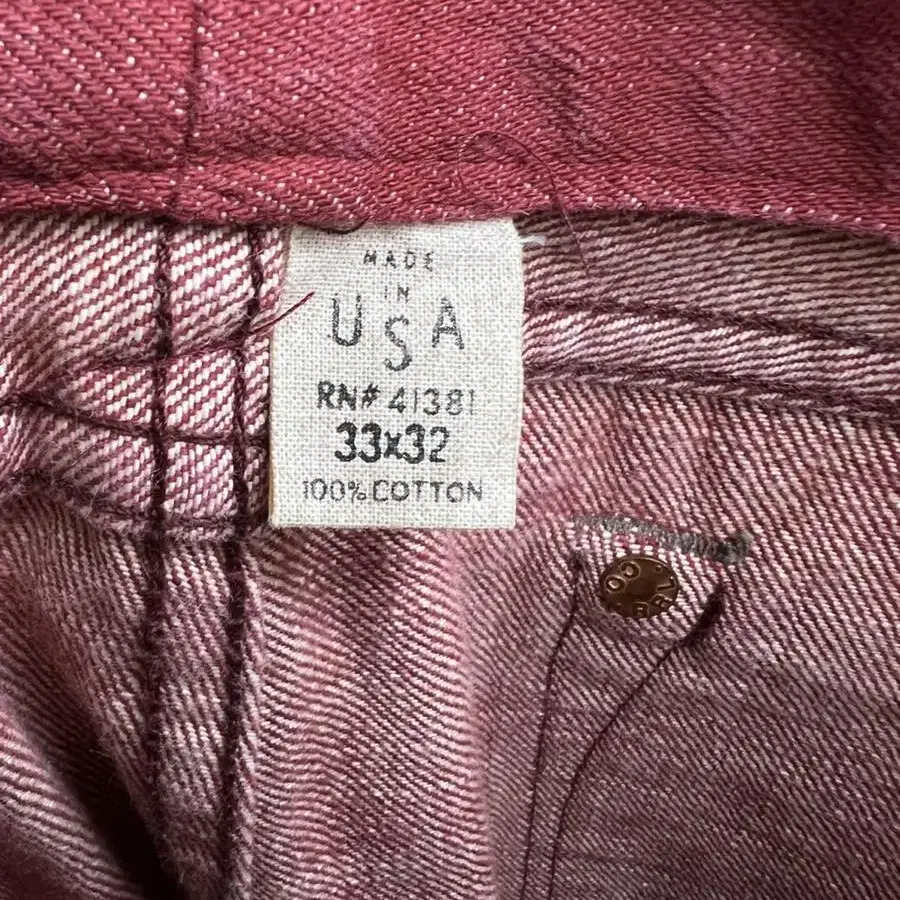 MADE
IN
USA
RN# 41381
33x32
100% COTTON